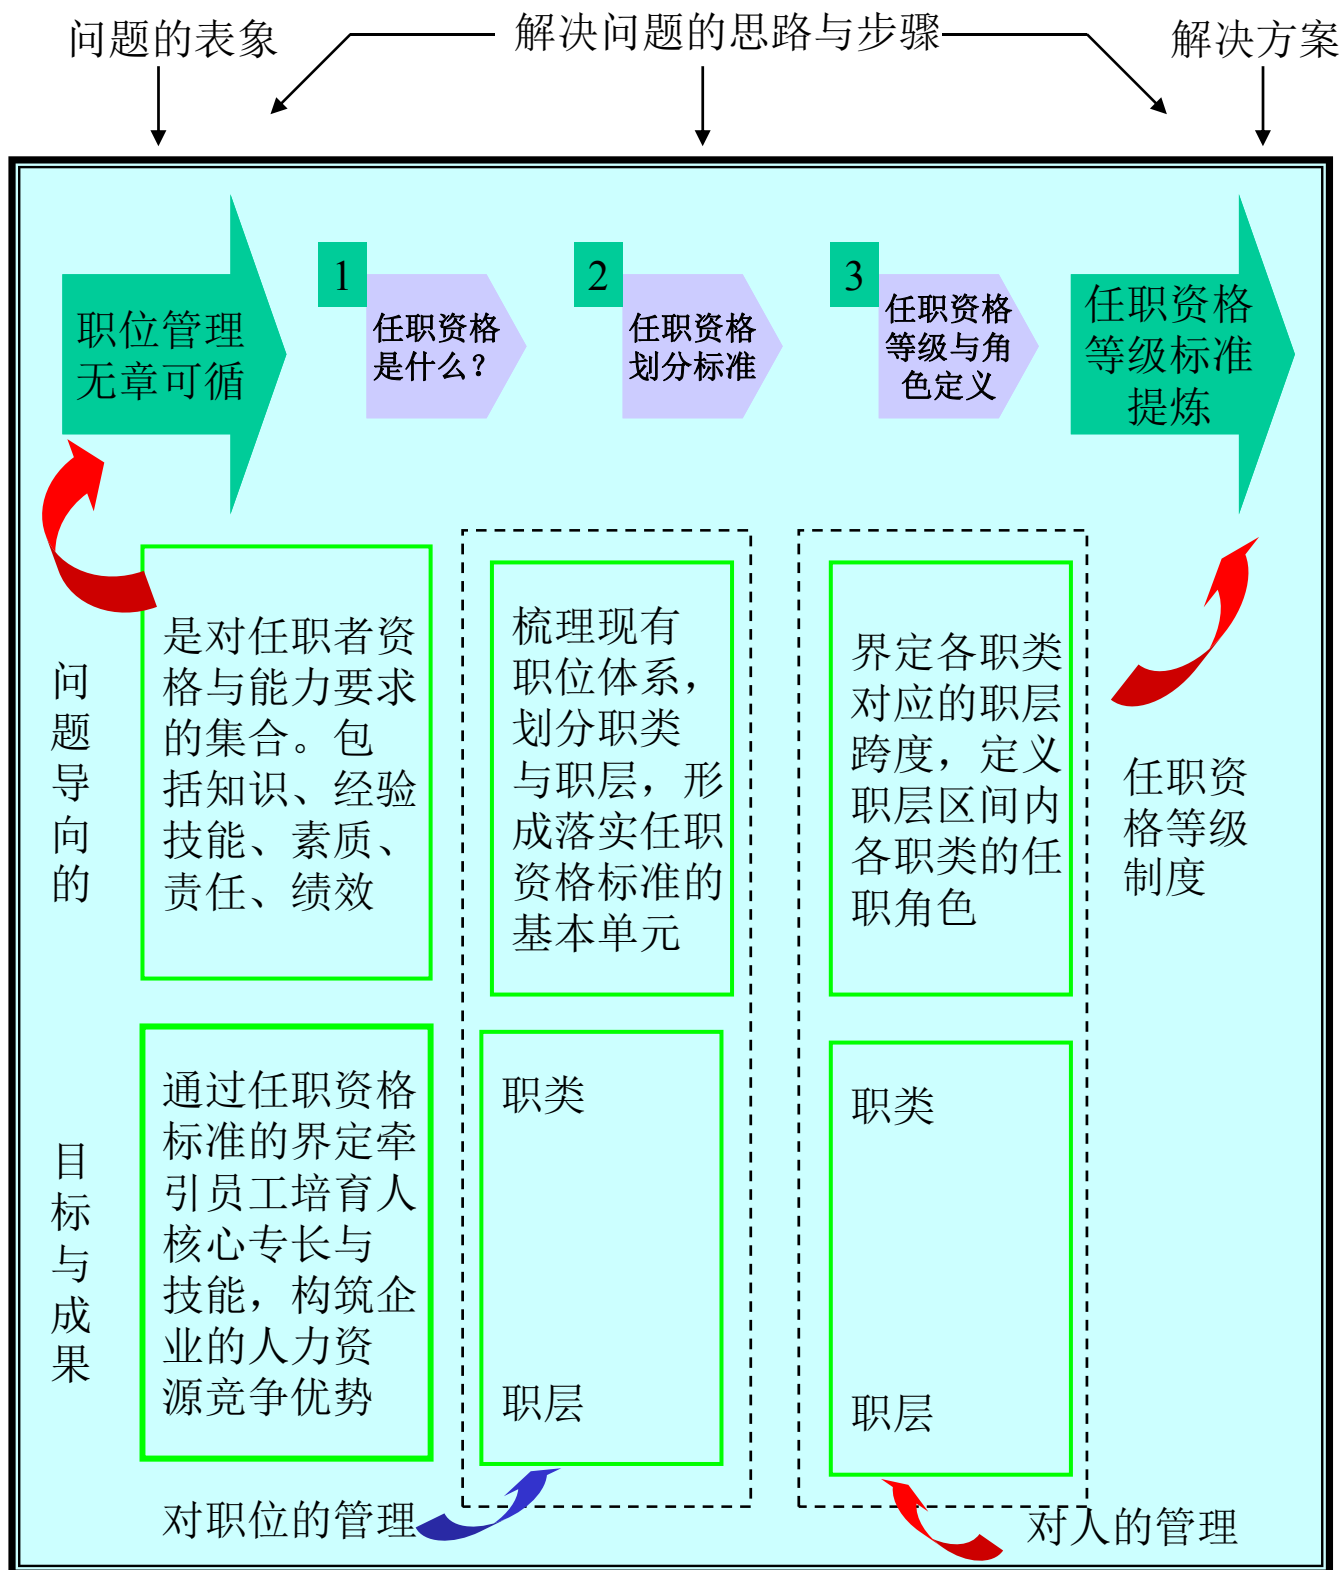 问题的表象
解决问题的思路与步骤
解决方案
职位管理
无章可循
1
任职资格
是什么？
2
任职资格
划分标准
3
任职资格
等级与角
色定义
任职资格
等级标准
提炼
问
题
导
向
的
是对任职者资
格与能力要求
的集合。包
括知识、经验
技能、素质、
责任、绩效
梳理现有
职位体系，
划分职类
与职层，形
成落实任职
资格标准的
基本单元
界定各职类
对应的职层
跨度，定义
职层区间内
各职类的任
职角色
任职资
格等级
制度
目
标
与
成
果
通过任职资格
标准的界定牵
引员工培育人
核心专长与
技能，构筑企
业的人力资
源竞争优势
职类
职层
职类
职层
对职位的管理
对人的管理